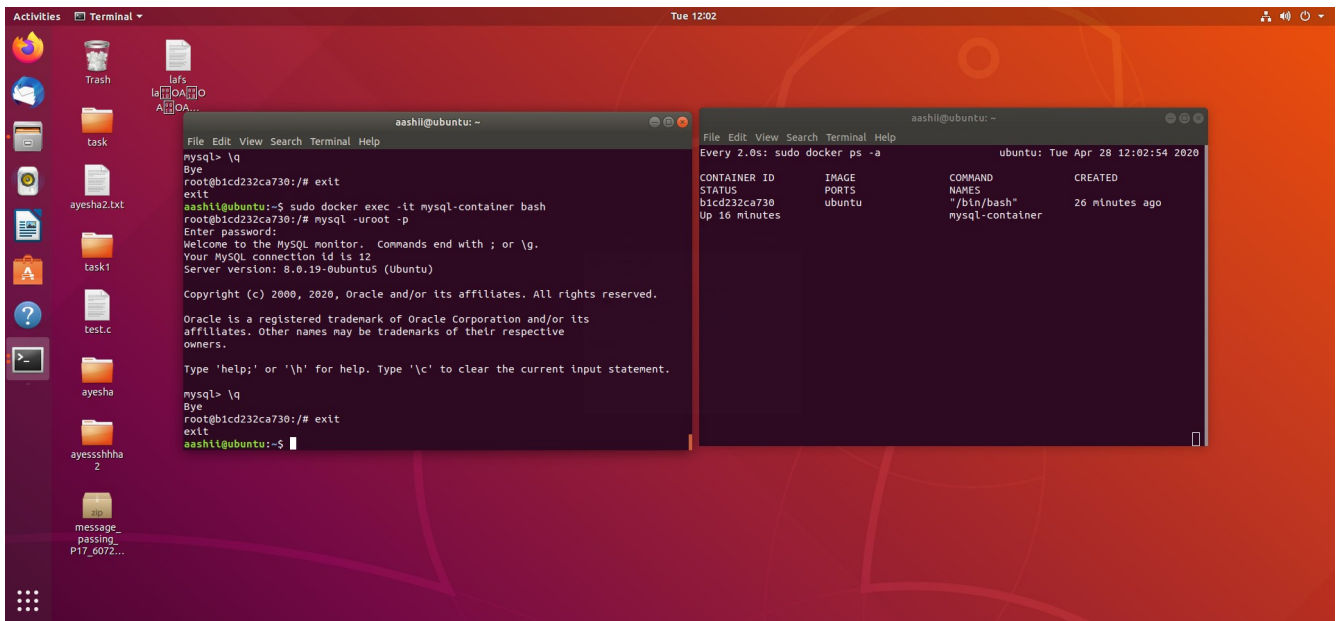 Activities Terminal Tue 12:02
Trash
lafs
task
ayesha2.txt
task1
test.c
ayesha
ayessshhha
2
zip
message_
passing_
P17_6072...
aashii@ubuntu: ~
File Edit View Search Terminal Help
mysql> \q
Bye
root@b1cd232ca730:/# exit
exit
aashii@ubuntu:~$ sudo docker exec -it mysql-container bash
root@b1cd232ca730:/# mysql -uroot -p
Enter password:
Welcome to the MySQL monitor.  Commands end with ; or \g.
Your MySQL connection id is 12
Server version: 8.0.19-0ubuntu5 (Ubuntu)
Copyright (c) 2000, 2020, Oracle and/or its affiliates. All rights reserved.
Oracle is a registered trademark of Oracle Corporation and/or its
affiliates. Other names may be trademarks of their respective
owners.
Type 'help;' or '\h' for help. Type '\c' to clear the current input statement.
mysql> \q
Bye
root@b1cd232ca730:/# exit
exit
aashii@ubuntu:~$
aashii@ubuntu: ~
File Edit View Search Terminal Help
Every 2.0s: sudo docker ps -a ubuntu: Tue Apr 28 12:02:54 2020
CONTAINER ID IMAGE COMMAND CREATED
STATUS PORTS NAMES
b1cd232ca730 ubuntu "/bin/bash" 26 minutes ago
Up 16 minutes mysql-container